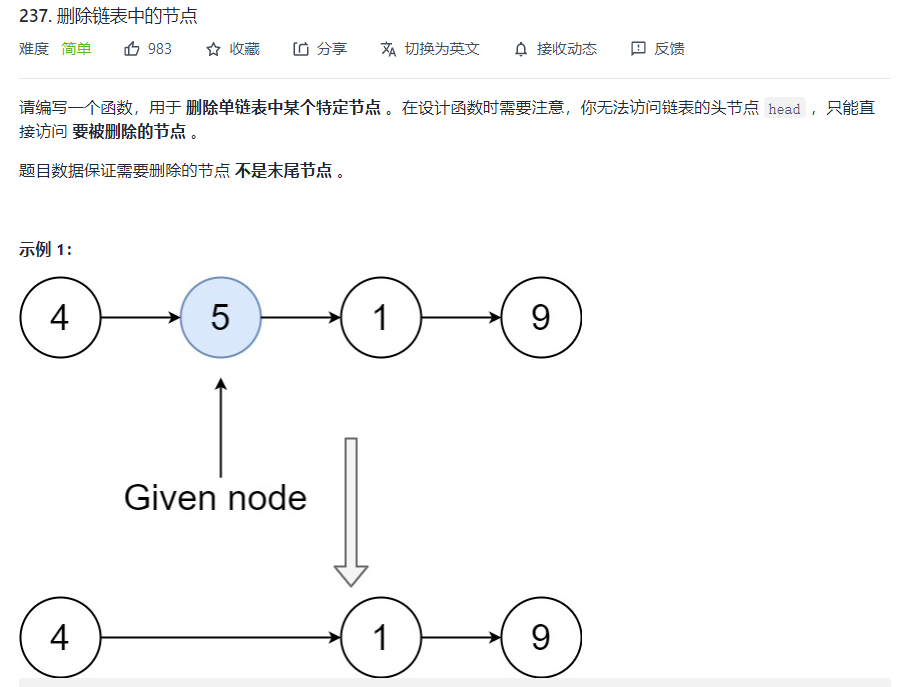 237. 删除链表中的节点
难度 简单 983 收藏 分享 切换为英文 接收动态 反馈
请编写一个函数，用于 删除单链表中某个特定节点 。在设计函数时需要注意，你无法访问链表的头节点 head ，只能直
接访问 要被删除的节点 。
题目数据保证需要删除的节点 不是末尾节点 。
示例 1：
4 5 1 9
Given node
4 1 9